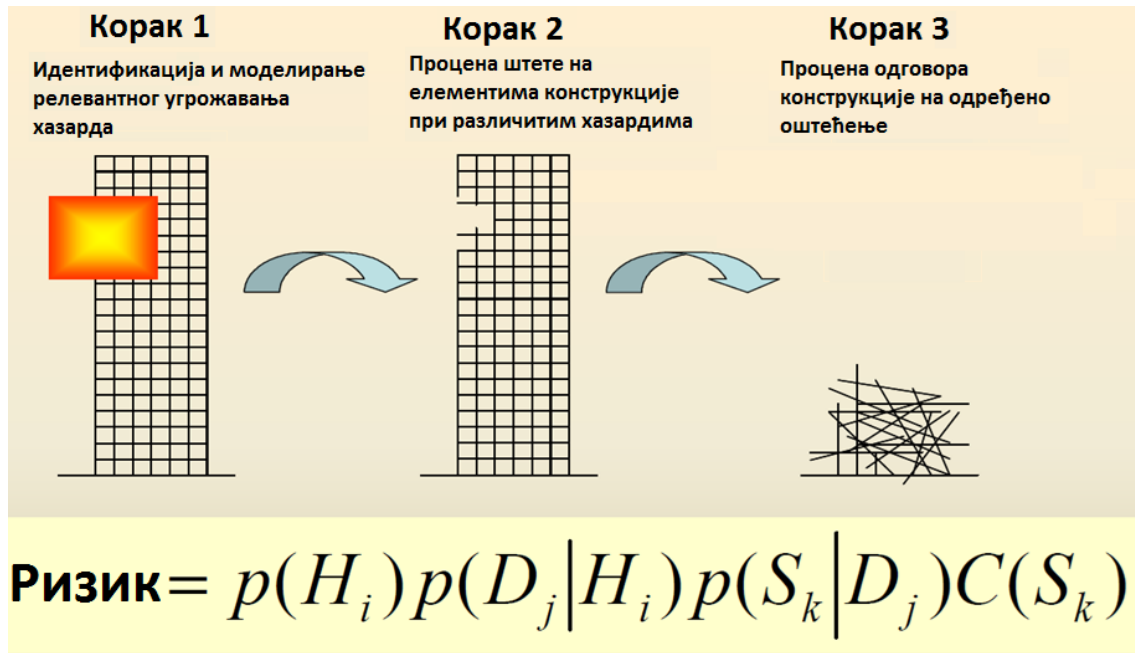 Корак 1
Идентификација и моделирање
релевантног угрожавања
хазарда
Корак 2
Процена штете на
елементима конструкције
при различитим хазардима
Корак 3
Процена одговора
конструкције на одређено
оштећење
Ризик = p(H_i)p(D_j|H_i)p(S_k|D_j)C(S_k)